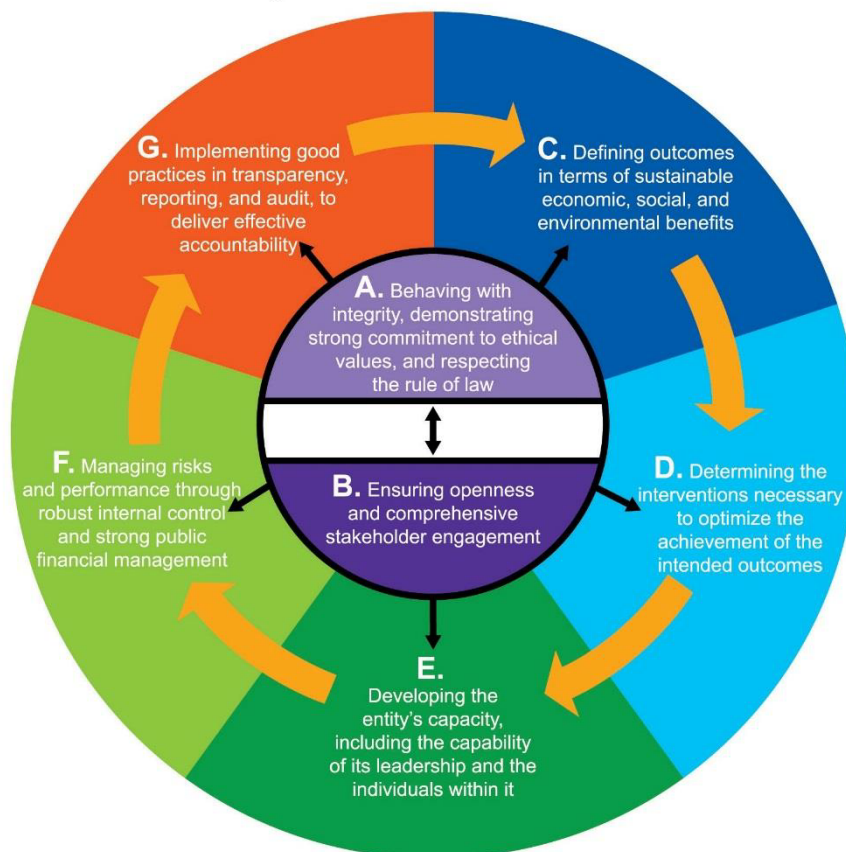 A. Behaving with
integrity, demonstrating
strong commitment to ethical
values, and respecting
the rule of law
B. Ensuring openness
and comprehensive
stakeholder engagement
C. Defining outcomes
in terms of sustainable
economic, social, and
environmental benefits
D. Determining the
interventions necessary
to optimize the
achievement of the
intended outcomes
E.
Developing the
entity's capacity,
including the capability
of its leadership and the
individuals within it
F. Managing risks
and performance through
robust internal control
and strong public
financial management
G. Implementing good
practices in transparency,
reporting, and audit, to
deliver effective
accountability